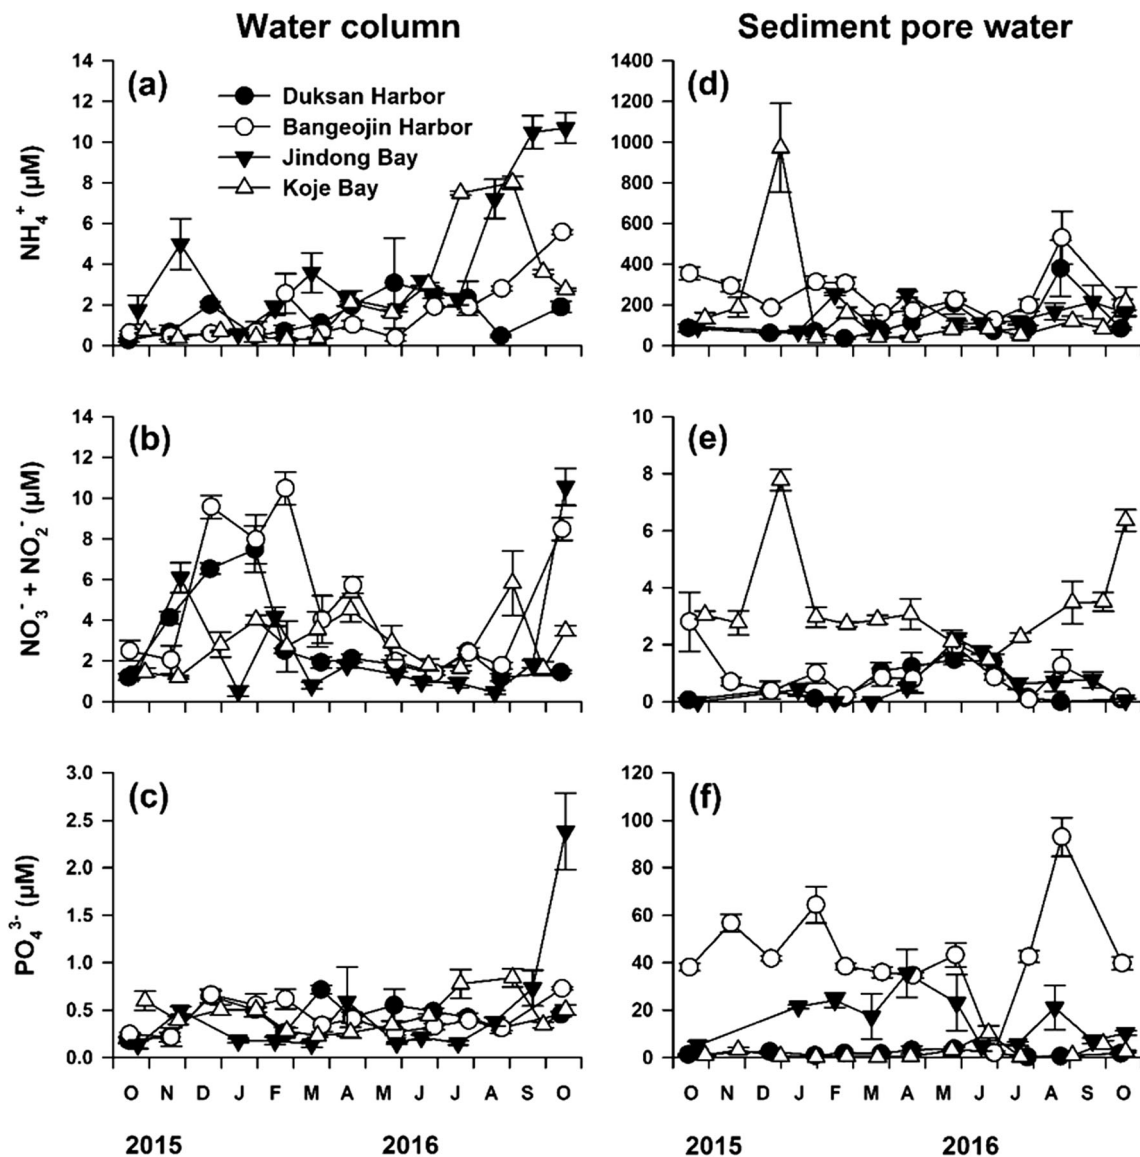 Water column
Sediment pore water
(a)
Duksan Harbor
Bangeojin Harbor
Jindong Bay
Koje Bay
NH₄⁺ (µM)
14
12
10
8
6
4
2
0
(d)
1400
1200
1000
800
600
400
200
0
(b)
NO₃⁻ + NO₂⁻ (µM)
14
12
10
8
6
4
2
0
(e)
10
8
6
4
2
0
(c)
PO₄³⁻ (µM)
3.0
2.5
2.0
1.5
1.0
0.5
0.0
(f)
120
100
80
60
40
20
0
O N D J F M A M J J A S O
O N D J F M A M J J A S O
2015 2016
2015 2016